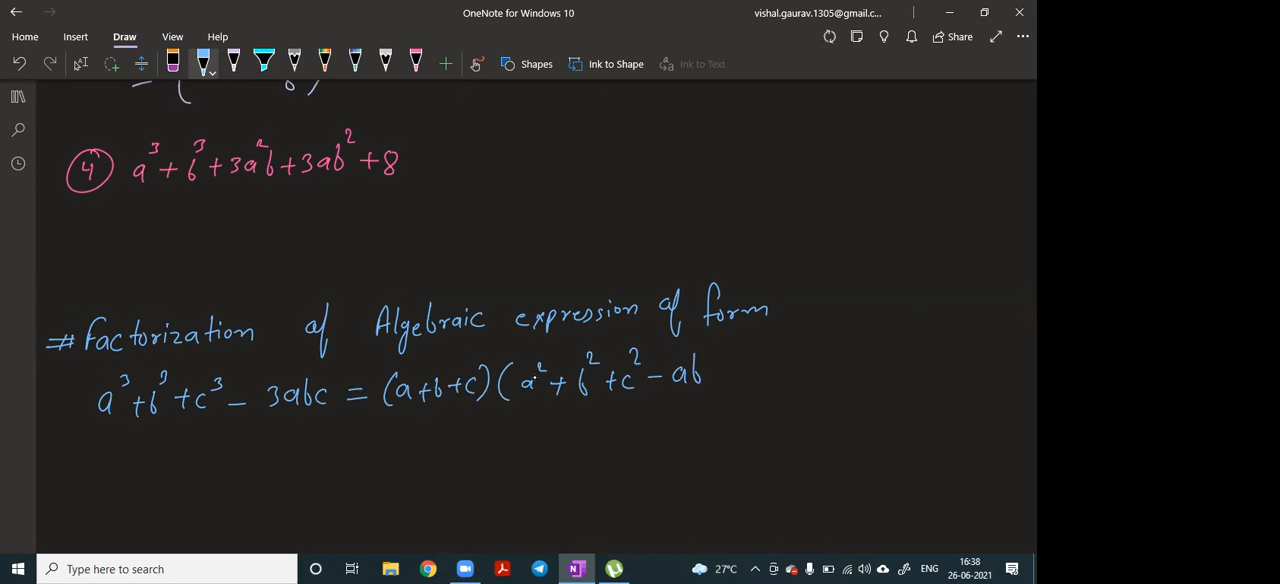 OneNote for Windows 10
vishal.gaurav.1305@gmail.c...
Home Insert Draw View Help
Share
Shapes Ink to Shape Ink to Text
④ a³ + b³ + 3a²b + 3ab² + 8
# Factorization of Algebraic expression of form
a³ + b³ + c³ - 3abc = (a+b+c) (a² + b² + c² - ab
Type here to search
27°C
ENG
16:38
26-06-2021